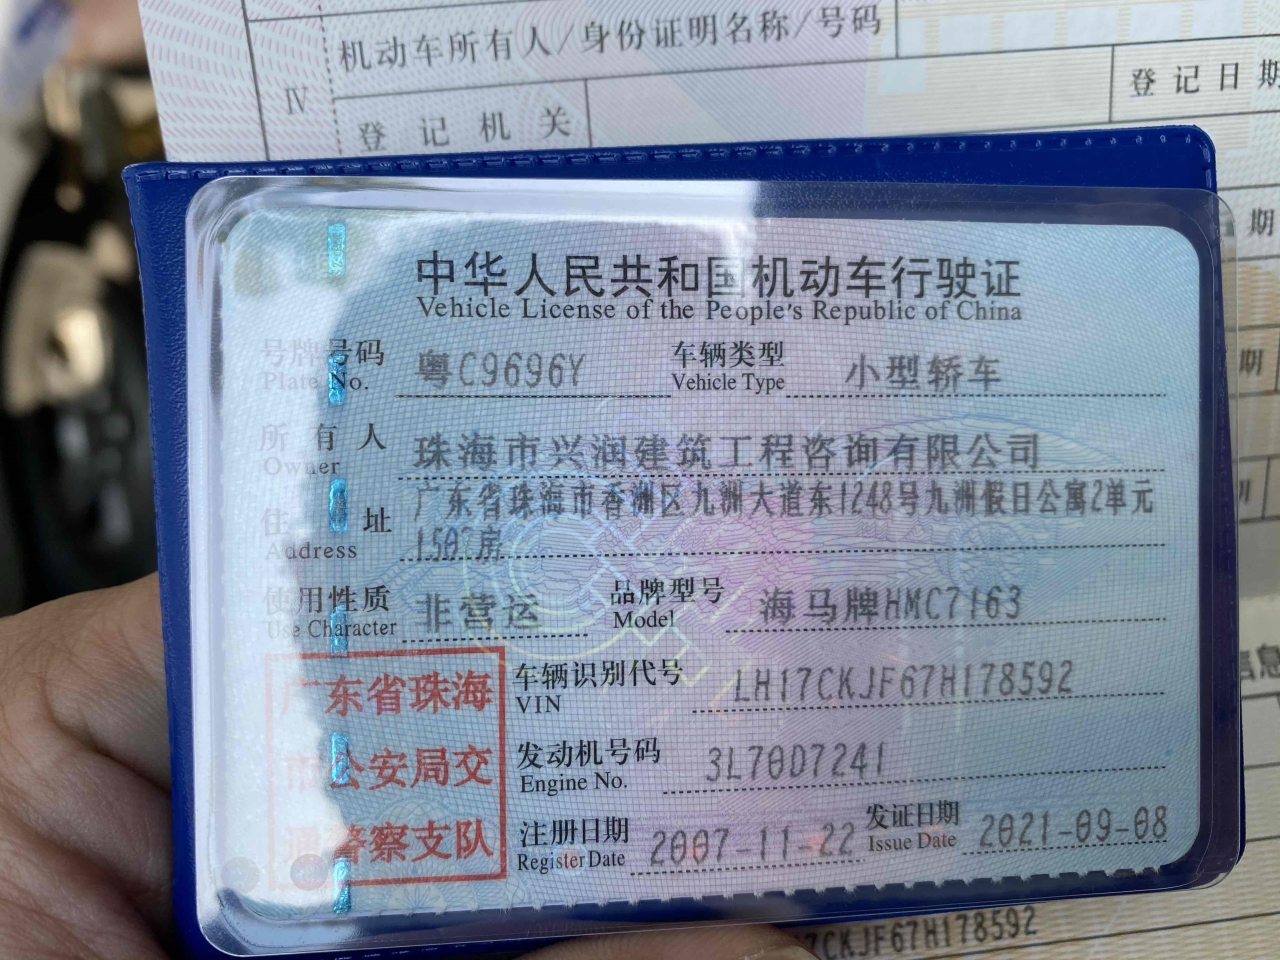 机动车所有人/身份证明名称/号码
IV
登记机关
登记日期
期
期
中华人民共和国机动车行驶证
Vehicle License of the People's Republic of China
号牌号码 粤C9696Y 车辆类型 小型轿车
Plate No. Vehicle Type
所有人 珠海市兴润建筑工程咨询有限公司
Owner
住址 广东省珠海市香洲区九洲大道东1248号九洲假日公寓2单元
Address 房
使用性质 非营运 品牌型号 海马牌HMC7163
Use Character Model
车辆识别代号 LH17CKJF67H178592
VIN
发动机号码 3L70D7241
Engine No.
注册日期 2007-11-22 发证日期 2021-09-08
Register Date Issue Date
广东省珠海
市公安局交
通警察支队
信息
7CKJF67H178592